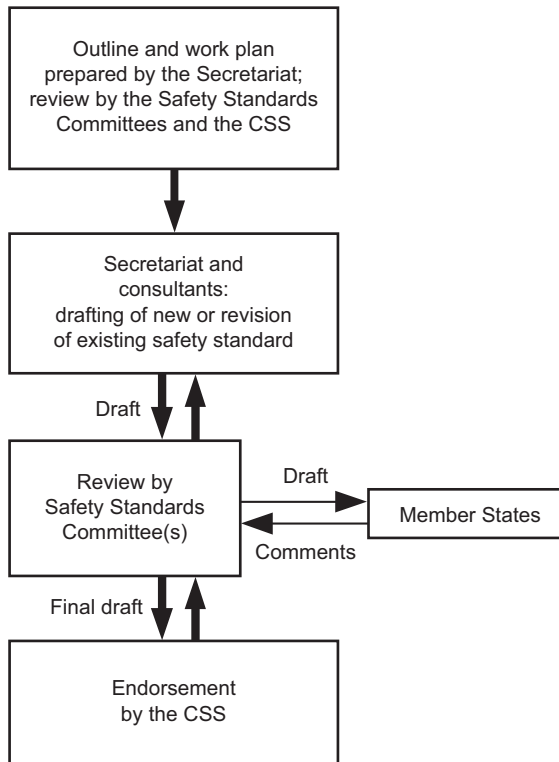 Outline and work plan
prepared by the Secretariat;
review by the Safety Standards
Committees and the CSS
Secretariat and
consultants:
drafting of new or revision
of existing safety standard
Draft
Review by
Safety Standards
Committee(s)
Draft
Member States
Comments
Final draft
Endorsement
by the CSS